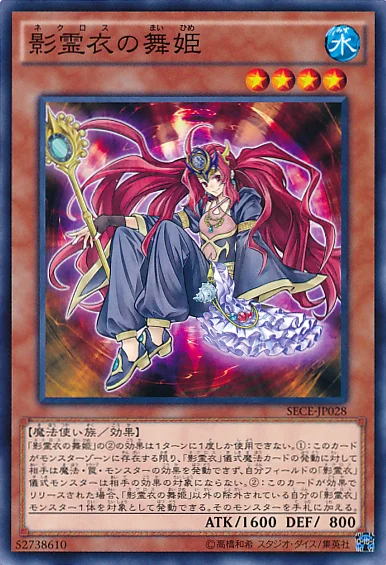 ネクロス まいひめ
影霊衣の舞姫
水
SECE-JP028
【魔法使い族／効果】
「影霊衣の舞姫」の②の効果は1ターンに1度しか使用できない。①:このカード
がモンスターゾーンに存在する限り、「影霊衣」儀式魔法カードの発動に対して
相手は魔法・罠・モンスターの効果を発動できず、自分フィールドの「影霊衣」
儀式モンスターは相手の効果の対象にならない。②:このカードが効果で
リリースされた場合、「影霊衣の舞姫」以外の除外されている自分の「影霊衣」
モンスター1体を対象として発動できる。そのモンスターを手札に加える。
ATK/1600 DEF/ 800
52738610
©高橋和希 スタジオ・ダイス/集英社